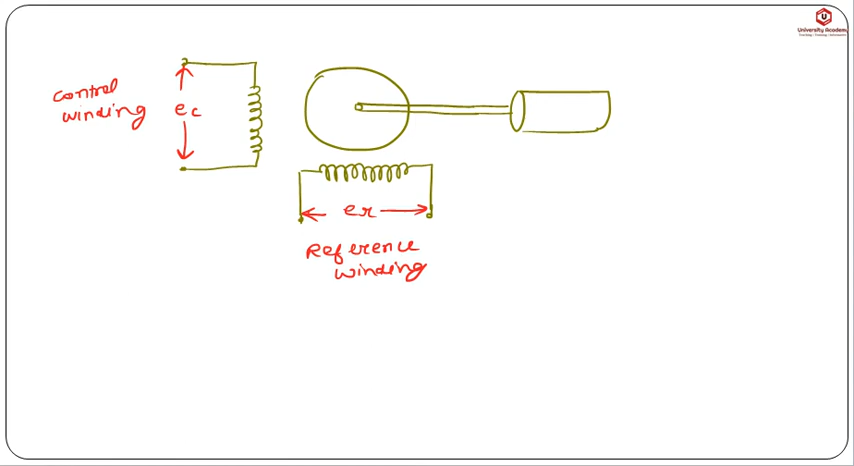 University Academy
control
winding
ec
er
Reference
winding